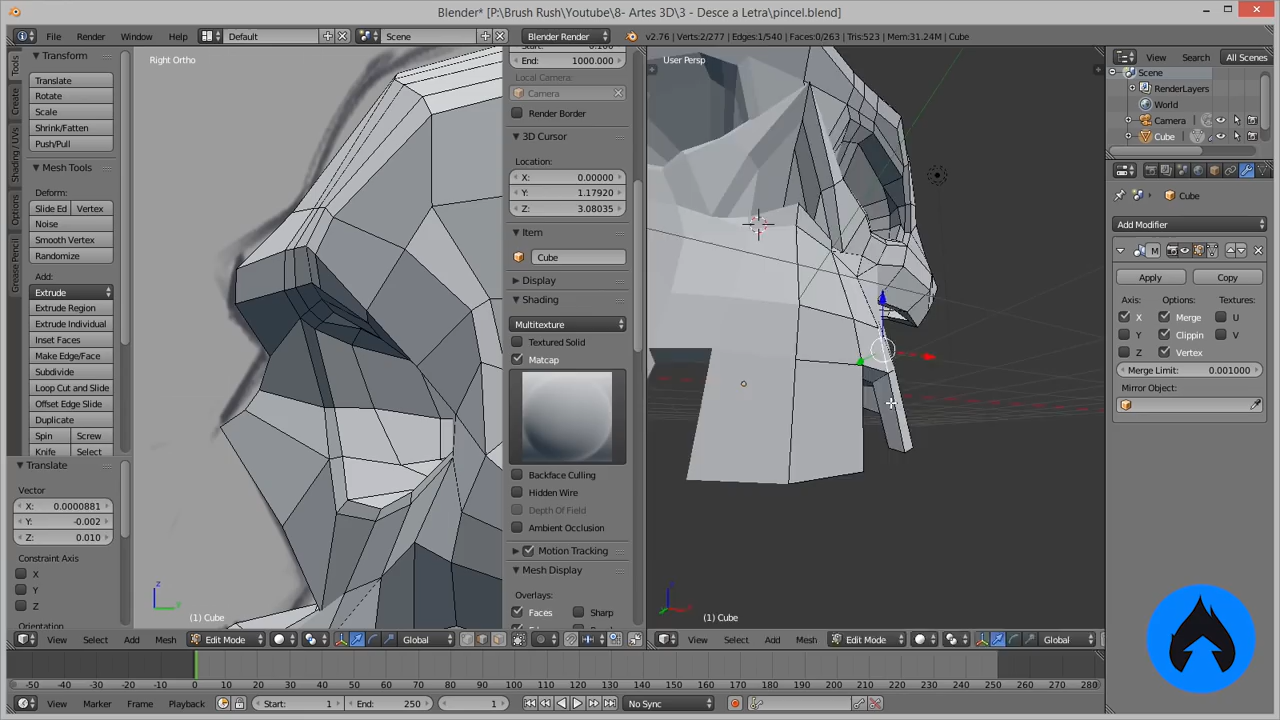 Blender* [P:\Brush Rush\Youtube\8- Artes 3D\3 - Desce a Letra\pincel.blend]
File Render Window Help Default Scene Blender Render v2.76 | Verts:2/277 | Edges:1/540 | Faces:0/263 | Tris:523 | Mem:31.24M | Cube View Search All Scenes
Tools
Create
Shading / UVs
Options
Grease Pencil
Transform
Translate
Rotate
Scale
Shrink/Fatten
Push/Pull
Mesh Tools
Deform:
Slide Ed Vertex
Noise
Smooth Vertex
Randomize
Add:
Extrude
Extrude Region
Extrude Individual
Inset Faces
Make Edge/Face
Subdivide
Loop Cut and Slide
Offset Edge Slide
Duplicate
Spin Screw
Knife Select
Translate
Vector
X: 0.0000881
Y: -0.002
Z: 0.010
Constraint Axis
X
Y
Z
Orientation
Right Ortho
(1) Cube
End: 1000.000
Local Camera:
Camera
Render Border
3D Cursor
Location:
X: 0.00000
Y: 1.17920
Z: 3.08035
Item
Cube
Display
Shading
Multitexture
Textured Solid
Matcap
Backface Culling
Hidden Wire
Depth Of Field
Ambient Occlusion
Motion Tracking
Mesh Display
Overlays:
Faces Sharp
User Persp
(1) Cube
Scene
RenderLayers
World
Camera
Cube
Cube
Add Modifier
M
Apply Copy
Axis: Options: Textures:
X Merge U
Y Clippin V
Z Vertex
Merge Limit: 0.001000
Mirror Object:
View Select Add Mesh Edit Mode Global View Select Add Mesh Edit Mode Global
-50 -40 -30 -20 -10 0 10 20 30 40 50 60 70 80 90 100 110 120 130 140 150 160 170 180 190 200 210 220 230 240 250 260 270 280
View Marker Frame Playback Start: 1 End: 250 1 No Sync